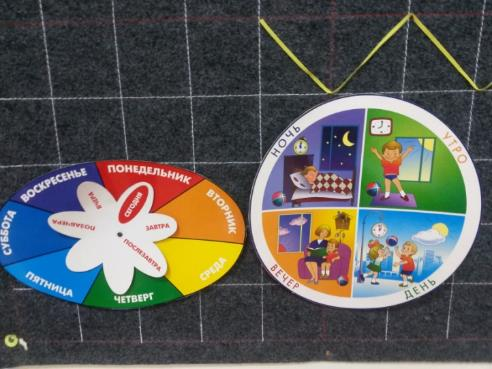 ПОНЕДЕЛЬНИК
ВТОРНИК
СРЕДА
ЧЕТВЕРГ
ПЯТНИЦА
СУББОТА
ВОСКРЕСЕНЬЕ
СЕГОДНЯ
ЗАВТРА
ПОСЛЕЗАВТРА
ПОЗАВЧЕРА
ВЧЕРА
НОЧЬ
УТРО
ДЕНЬ
ВЕЧЕР